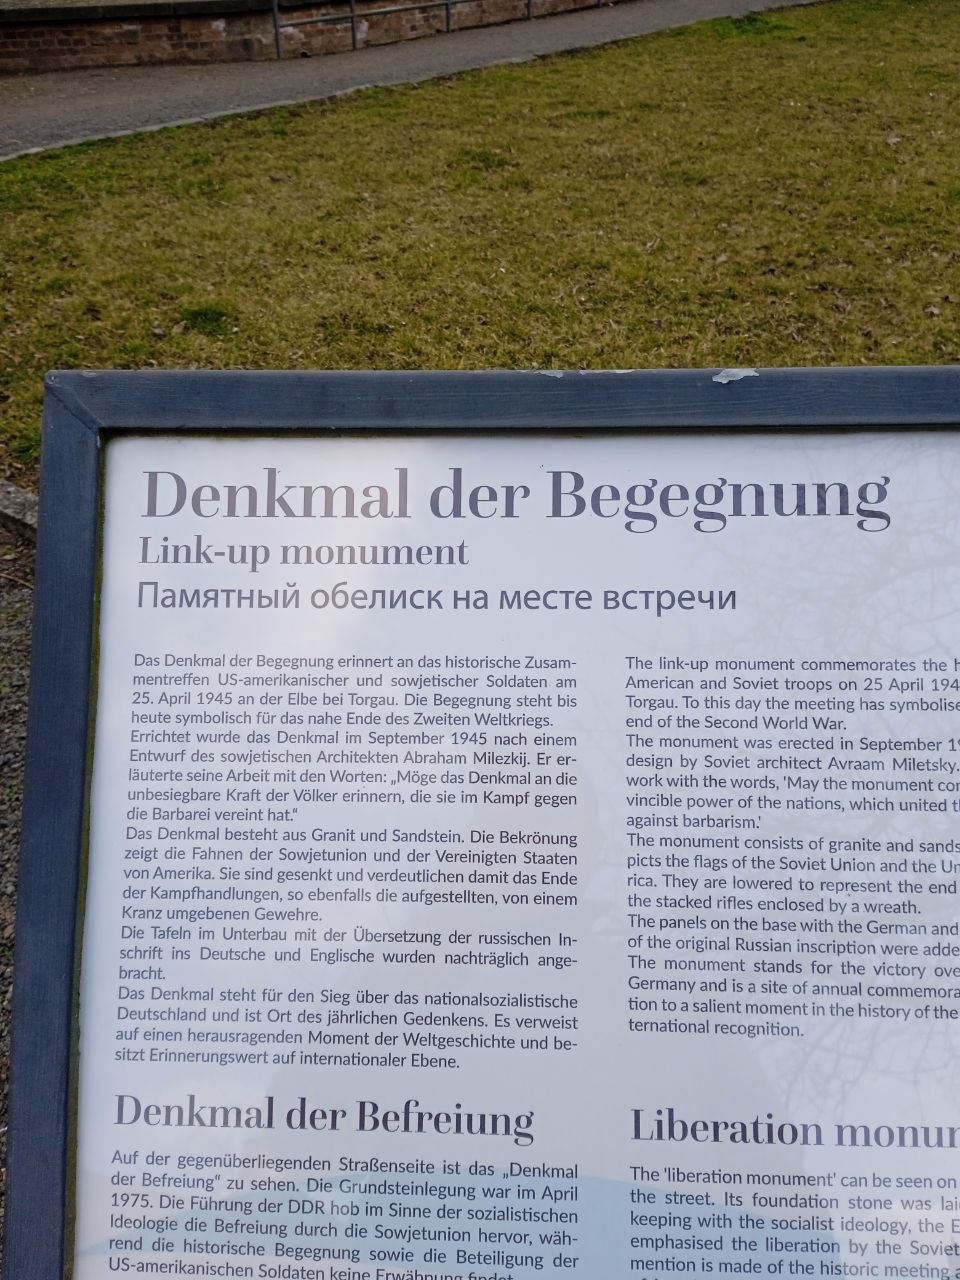 Denkmal der Begegnung
Link-up monument
Памятный обелиск на месте встречи
Das Denkmal der Begegnung erinnert an das historische Zusam-
mentreffen US-amerikanischer und sowjetischer Soldaten am
25. April 1945 an der Elbe bei Torgau. Die Begegnung steht bis
heute symbolisch für das nahe Ende des Zweiten Weltkriegs.
Errichtet wurde das Denkmal im September 1945 nach einem
Entwurf des sowjetischen Architekten Abraham Milezkij. Er er-
läuterte seine Arbeit mit den Worten: „Möge das Denkmal an die
unbesiegbare Kraft der Völker erinnern, die sie im Kampf gegen
die Barbarei vereint hat.“
Das Denkmal besteht aus Granit und Sandstein. Die Bekrönung
zeigt die Fahnen der Sowjetunion und der Vereinigten Staaten
von Amerika. Sie sind gesenkt und verdeutlichen damit das Ende
der Kampfhandlungen, so ebenfalls die aufgestellten, von einem
Kranz umgebenen Gewehre.
Die Tafeln im Unterbau mit der Übersetzung der russischen In-
schrift ins Deutsche und Englische wurden nachträglich ange-
bracht.
Das Denkmal steht für den Sieg über das nationalsozialistische
Deutschland und ist Ort des jährlichen Gedenkens. Es verweist
auf einen herausragenden Moment der Weltgeschichte und be-
sitzt Erinnerungswert auf internationaler Ebene.
The link-up monument commemorates the h
American and Soviet troops on 25 April 194
Torgau. To this day the meeting has symbolise
end of the Second World War.
The monument was erected in September 19
design by Soviet architect Avraam Miletsky.
work with the words, 'May the monument con
vincible power of the nations, which united t
against barbarism.'
The monument consists of granite and sands
picts the flags of the Soviet Union and the Un
rica. They are lowered to represent the end
the stacked rifles enclosed by a wreath.
The panels on the base with the German and
of the original Russian inscription were adde
The monument stands for the victory ove
Germany and is a site of annual commemora
tion to a salient moment in the history of the
ternational recognition.
Denkmal der Befreiung
Auf der gegenüberliegenden Straßenseite ist das „Denkmal
der Befreiung“ zu sehen. Die Grundsteinlegung war im April
1975. Die Führung der DDR hob im Sinne der sozialistischen
Ideologie die Befreiung durch die Sowjetunion hervor, wäh-
rend die historische Begegnung sowie die Beteiligung der
US-amerikanischen Soldaten keine Erwähnung findet.
Liberation monu
The 'liberation monument' can be seen on
the street. Its foundation stone was laid
keeping with the socialist ideology, the E
emphasised the liberation by the Soviet
mention is made of the historic meeting a